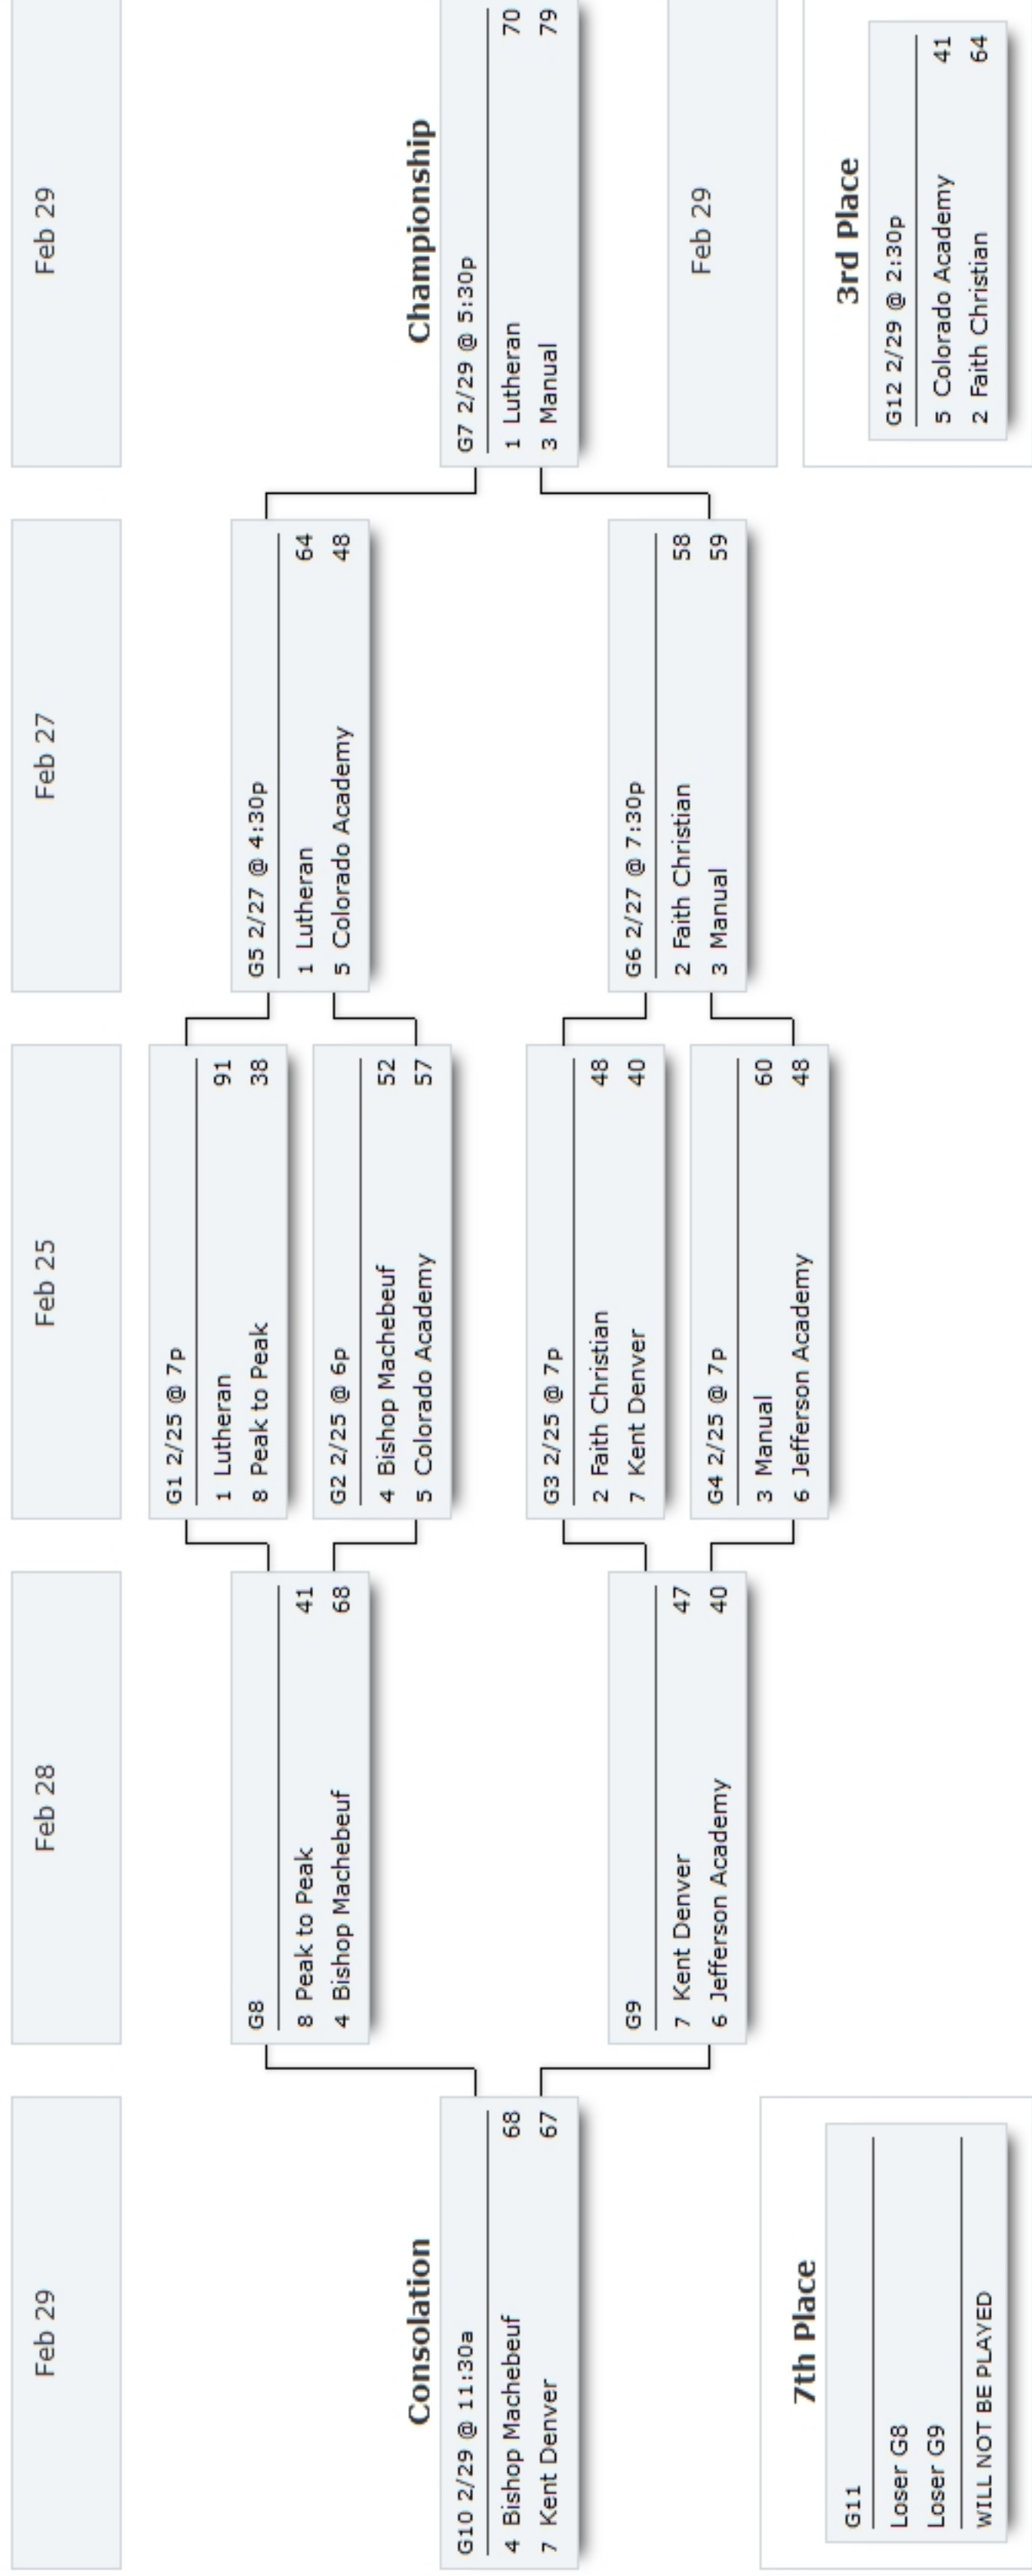 Feb 29
Feb 28
Feb 25
Feb 27
Feb 29
G1 2/25 @ 7p
1 Lutheran 91
8 Peak to Peak 38
G8
8 Peak to Peak 41
4 Bishop Machebeuf 68
G5 2/27 @ 4:30p
1 Lutheran 64
5 Colorado Academy 48
G2 2/25 @ 6p
4 Bishop Machebeuf 52
5 Colorado Academy 57
Consolation
G10 2/29 @ 11:30a
4 Bishop Machebeuf 68
7 Kent Denver 67
Championship
G7 2/29 @ 5:30p
1 Lutheran 70
3 Manual 79
G3 2/25 @ 7p
2 Faith Christian 48
7 Kent Denver 40
G9
7 Kent Denver 47
6 Jefferson Academy 40
G6 2/27 @ 7:30p
2 Faith Christian 58
3 Manual 59
G4 2/25 @ 7p
3 Manual 60
6 Jefferson Academy 48
Feb 29
7th Place
G11
Loser G8
Loser G9
WILL NOT BE PLAYED
3rd Place
G12 2/29 @ 2:30p
5 Colorado Academy 41
2 Faith Christian 64